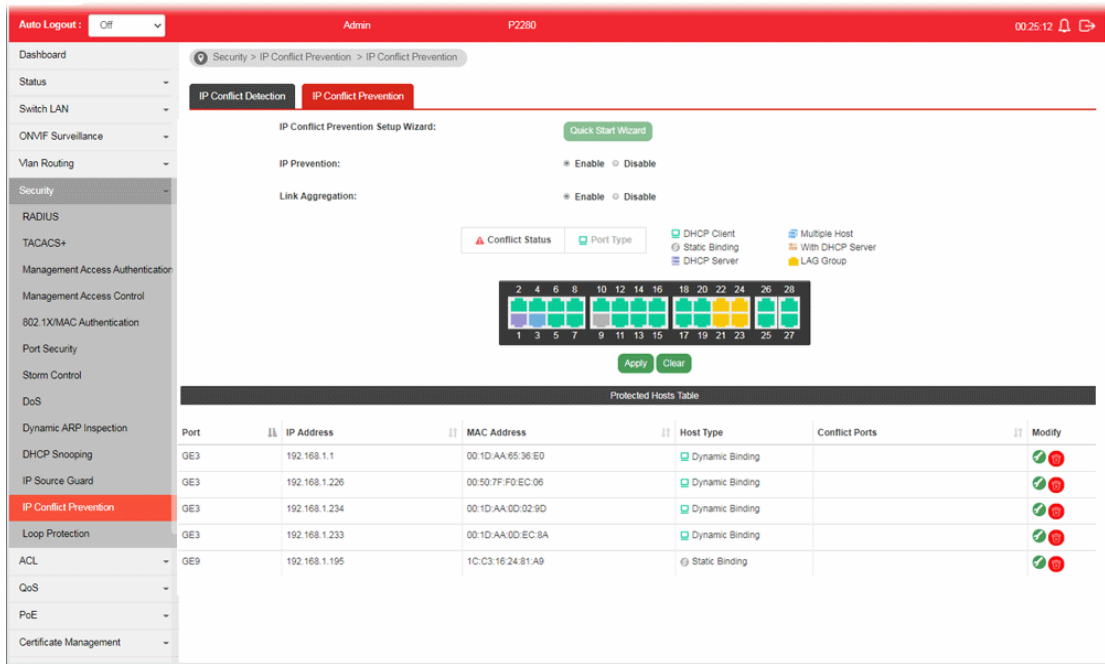 Auto Logout : Off Admin P2280 00:25:12
Dashboard
Status
Switch LAN
ONVIF Surveillance
Vlan Routing
Security
RADIUS
TACACS+
Management Access Authentication
Management Access Control
802.1X/MAC Authentication
Port Security
Storm Control
DoS
Dynamic ARP Inspection
DHCP Snooping
IP Source Guard
IP Conflict Prevention
Loop Protection
ACL
QoS
PoE
Certificate Management
Security > IP Conflict Prevention > IP Conflict Prevention
IP Conflict Detection IP Conflict Prevention
IP Conflict Prevention Setup Wizard: Quick Start Wizard
IP Prevention: Enable Disable
Link Aggregation: Enable Disable
Conflict Status Port Type
DHCP Client Multiple Host
Static Binding With DHCP Server
DHCP Server LAG Group
2 4 6 8 10 12 14 16 18 20 22 24 26 28
1 3 5 7 9 11 13 15 17 19 21 23 25 27
Apply Clear
Protected Hosts Table
Port IP Address MAC Address Host Type Conflict Ports Modify
GE3 192.168.1.1 00:1D:AA:65:36:E0 Dynamic Binding
GE3 192.168.1.226 00:50:7F:F0:EC:06 Dynamic Binding
GE3 192.168.1.234 00:1D:AA:0D:02:9D Dynamic Binding
GE3 192.168.1.233 00:1D:AA:0D:EC:8A Dynamic Binding
GE9 192.168.1.195 1C:C3:16:24:81:A9 Static Binding